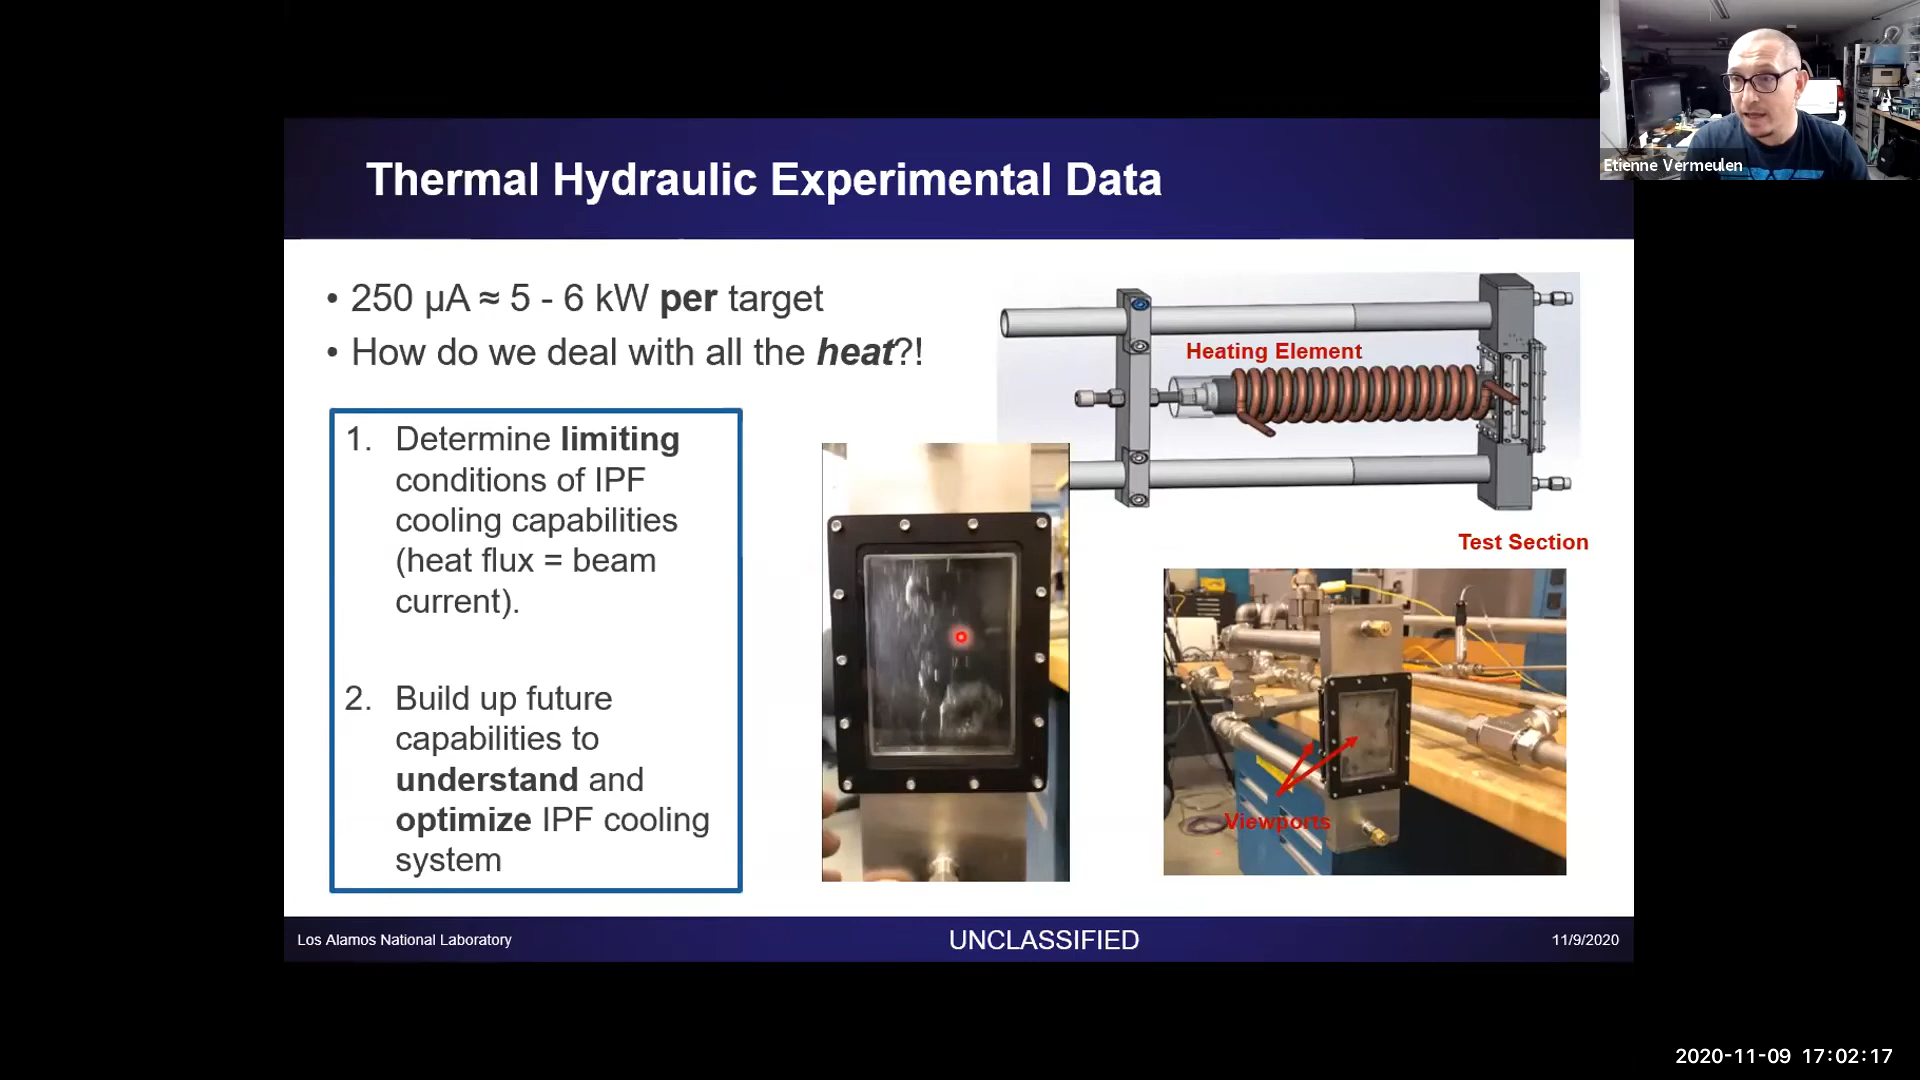 Etienne Vermeulen
Thermal Hydraulic Experimental Data
• 250 µA ≈ 5 - 6 kW per target
• How do we deal with all the heat?!
1. Determine limiting
conditions of IPF
cooling capabilities
(heat flux = beam
current).
2. Build up future
capabilities to
understand and
optimize IPF cooling
system
Heating Element
Test Section
Viewports
Los Alamos National Laboratory
UNCLASSIFIED
11/9/2020
2020-11-09 17:02:17